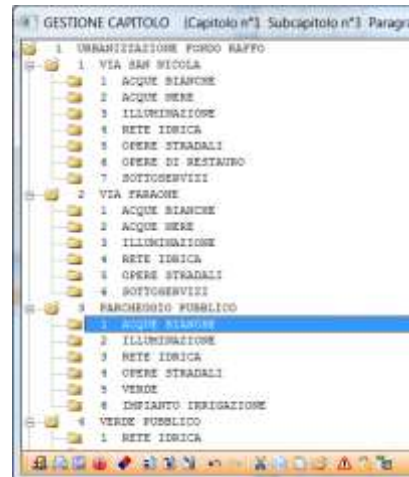 GESTIONE CAPITOLO (Capitolo n°3 Subcapitolo n°3 Paragra
1 URBANIZZAZIONE FONDO RAFFO
1 VIA SAN NICOLA
1 ACQUE BIANCHE
2 ACQUE NERE
3 ILLUMINAZIONE
4 RETE IDRICA
5 OPERE STRADALI
6 OPERE DI RESTAURO
7 SOTTOSERVIZI
2 VIA FARAONE
1 ACQUE BIANCHE
2 ACQUE NERE
3 ILLUMINAZIONE
4 RETE IDRICA
5 OPERE STRADALI
6 SOTTOSERVIZI
3 PARCHEGGIO PUBBLICO
1 ACQUE BIANCHE
2 ILLUMINAZIONE
3 RETE IDRICA
4 OPERE STRADALI
5 VERDE
6 IMPIANTO IRRIGAZIONE
4 VERDE PUBBLICO
1 RETE IDRICA